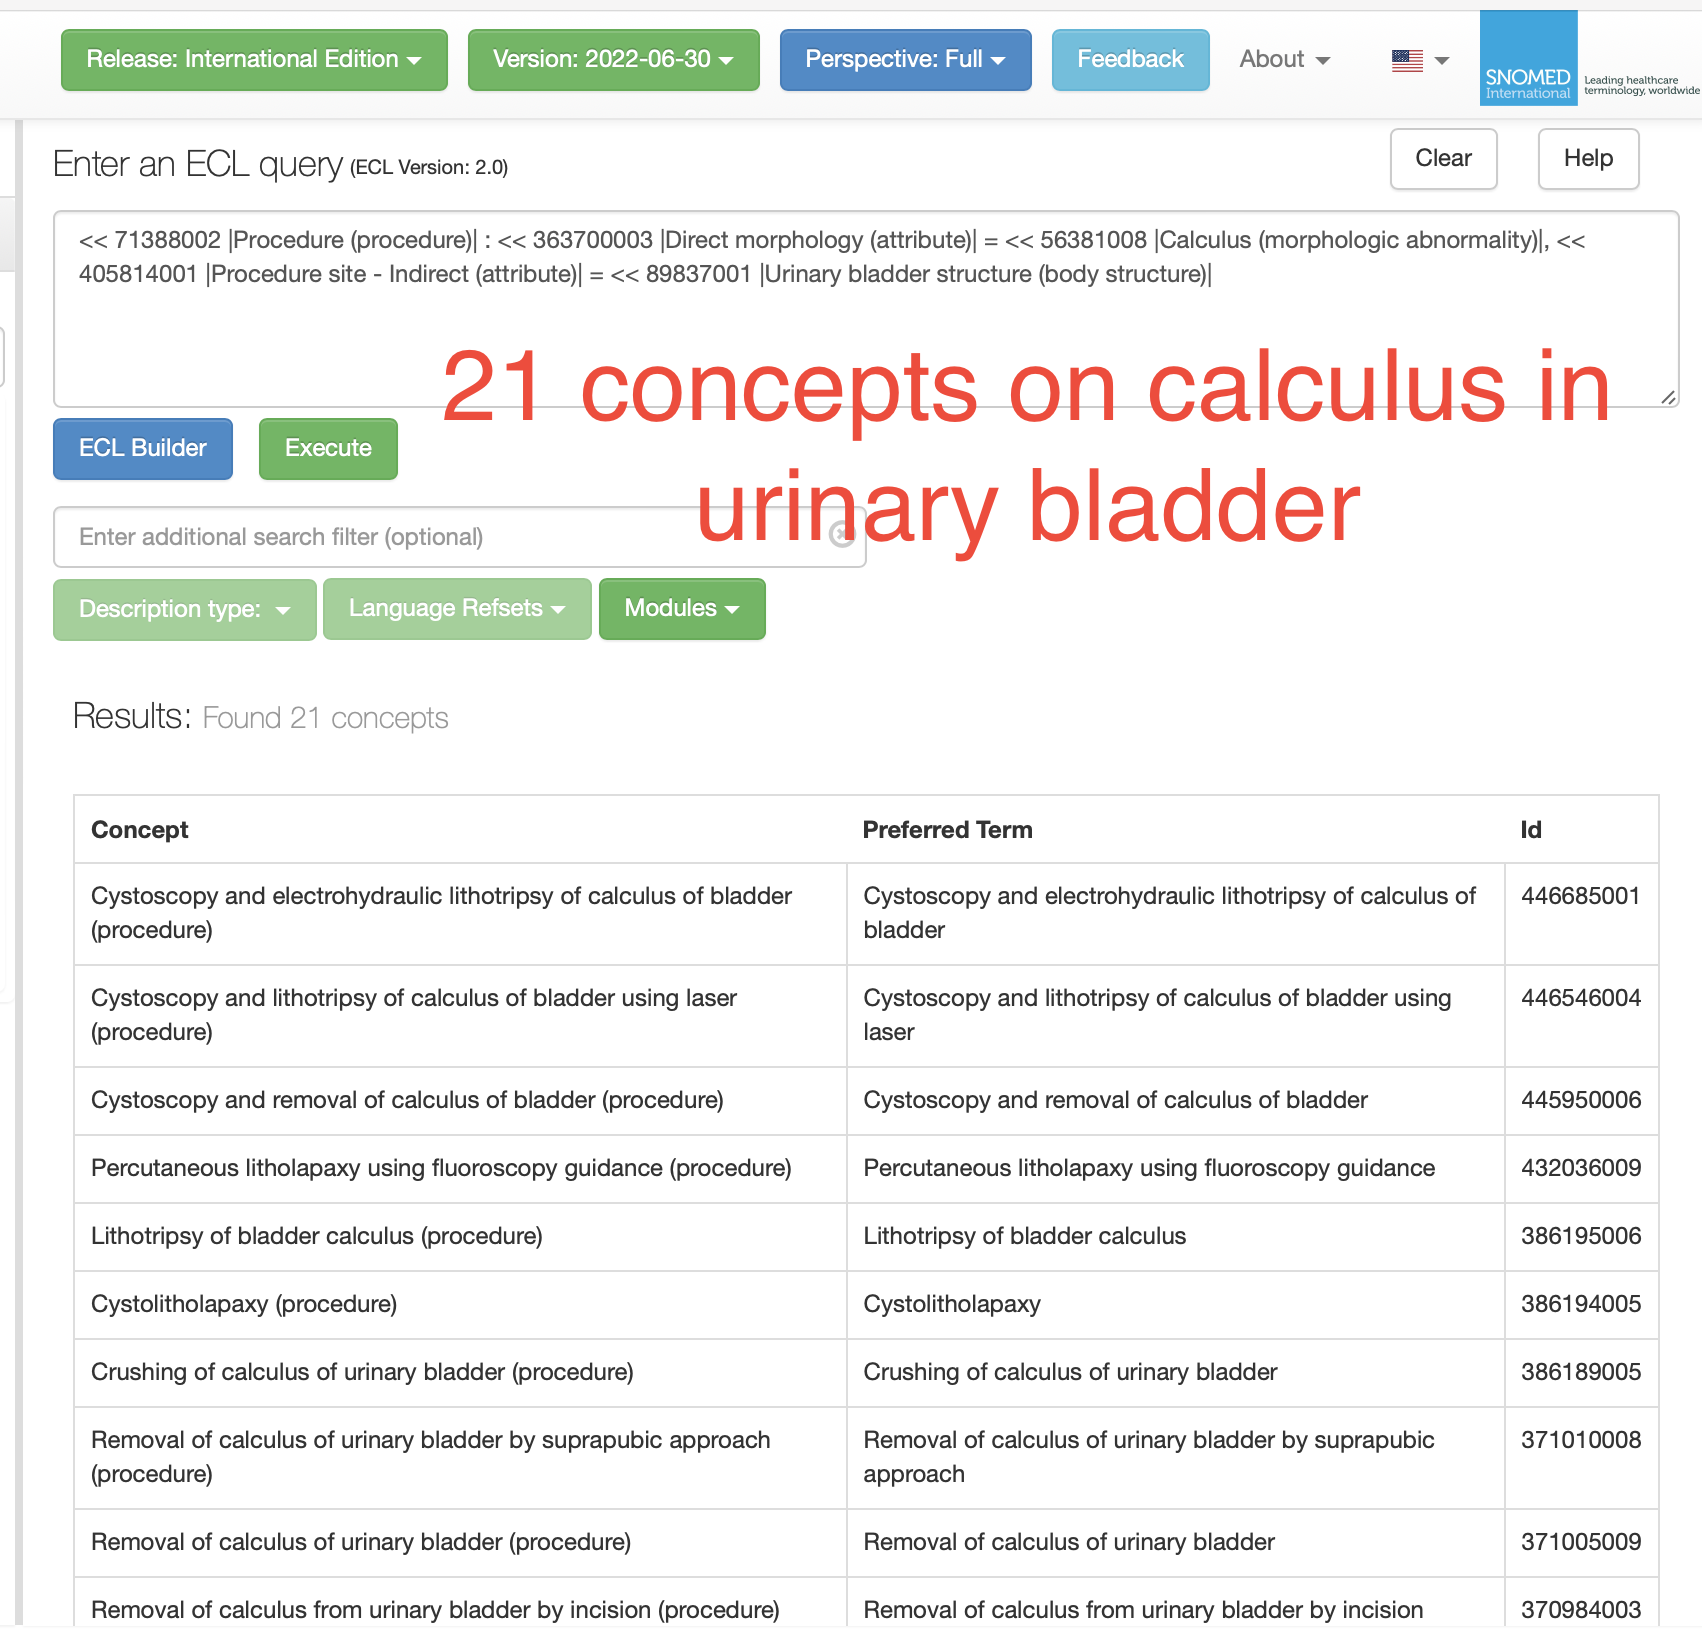 Release: International Edition
Version: 2022-06-30
Perspective: Full
Feedback
About
SNOMED
International
Leading healthcare
terminology, worldwide
Enter an ECL query (ECL Version: 2.0)
Clear
Help
<< 71388002 |Procedure (procedure)| : << 363700003 |Direct morphology (attribute)| = << 56381008 |Calculus (morphologic abnormality)|, <<
405814001 |Procedure site - Indirect (attribute)| = << 89837001 |Urinary bladder structure (body structure)|
21 concepts on calculus in
urinary bladder
ECL Builder
Execute
Enter additional search filter (optional)
Description type:
Language Refsets
Modules
Results: Found 21 concepts
Concept
Preferred Term
Id
Cystoscopy and electrohydraulic lithotripsy of calculus of bladder
(procedure)
Cystoscopy and electrohydraulic lithotripsy of calculus of
bladder
446685001
Cystoscopy and lithotripsy of calculus of bladder using laser
(procedure)
Cystoscopy and lithotripsy of calculus of bladder using
laser
446546004
Cystoscopy and removal of calculus of bladder (procedure)
Cystoscopy and removal of calculus of bladder
445950006
Percutaneous litholapaxy using fluoroscopy guidance (procedure)
Percutaneous litholapaxy using fluoroscopy guidance
432036009
Lithotripsy of bladder calculus (procedure)
Lithotripsy of bladder calculus
386195006
Cystolitholapaxy (procedure)
Cystolitholapaxy
386194005
Crushing of calculus of urinary bladder (procedure)
Crushing of calculus of urinary bladder
386189005
Removal of calculus of urinary bladder by suprapubic approach
(procedure)
Removal of calculus of urinary bladder by suprapubic
approach
371010008
Removal of calculus of urinary bladder (procedure)
Removal of calculus of urinary bladder
371005009
Removal of calculus from urinary bladder by incision (procedure)
Removal of calculus from urinary bladder by incision
370984003